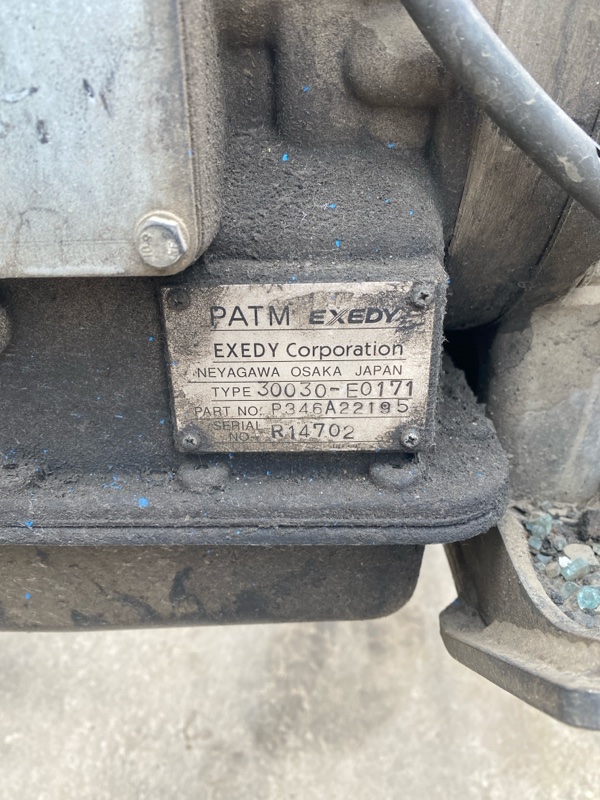 PATM EXEDY
EXEDY Corporation
NEYAGAWA OSAKA JAPAN
TYPE 30030-E0171
PART NO: P346A22195
SERIAL NO. R14702